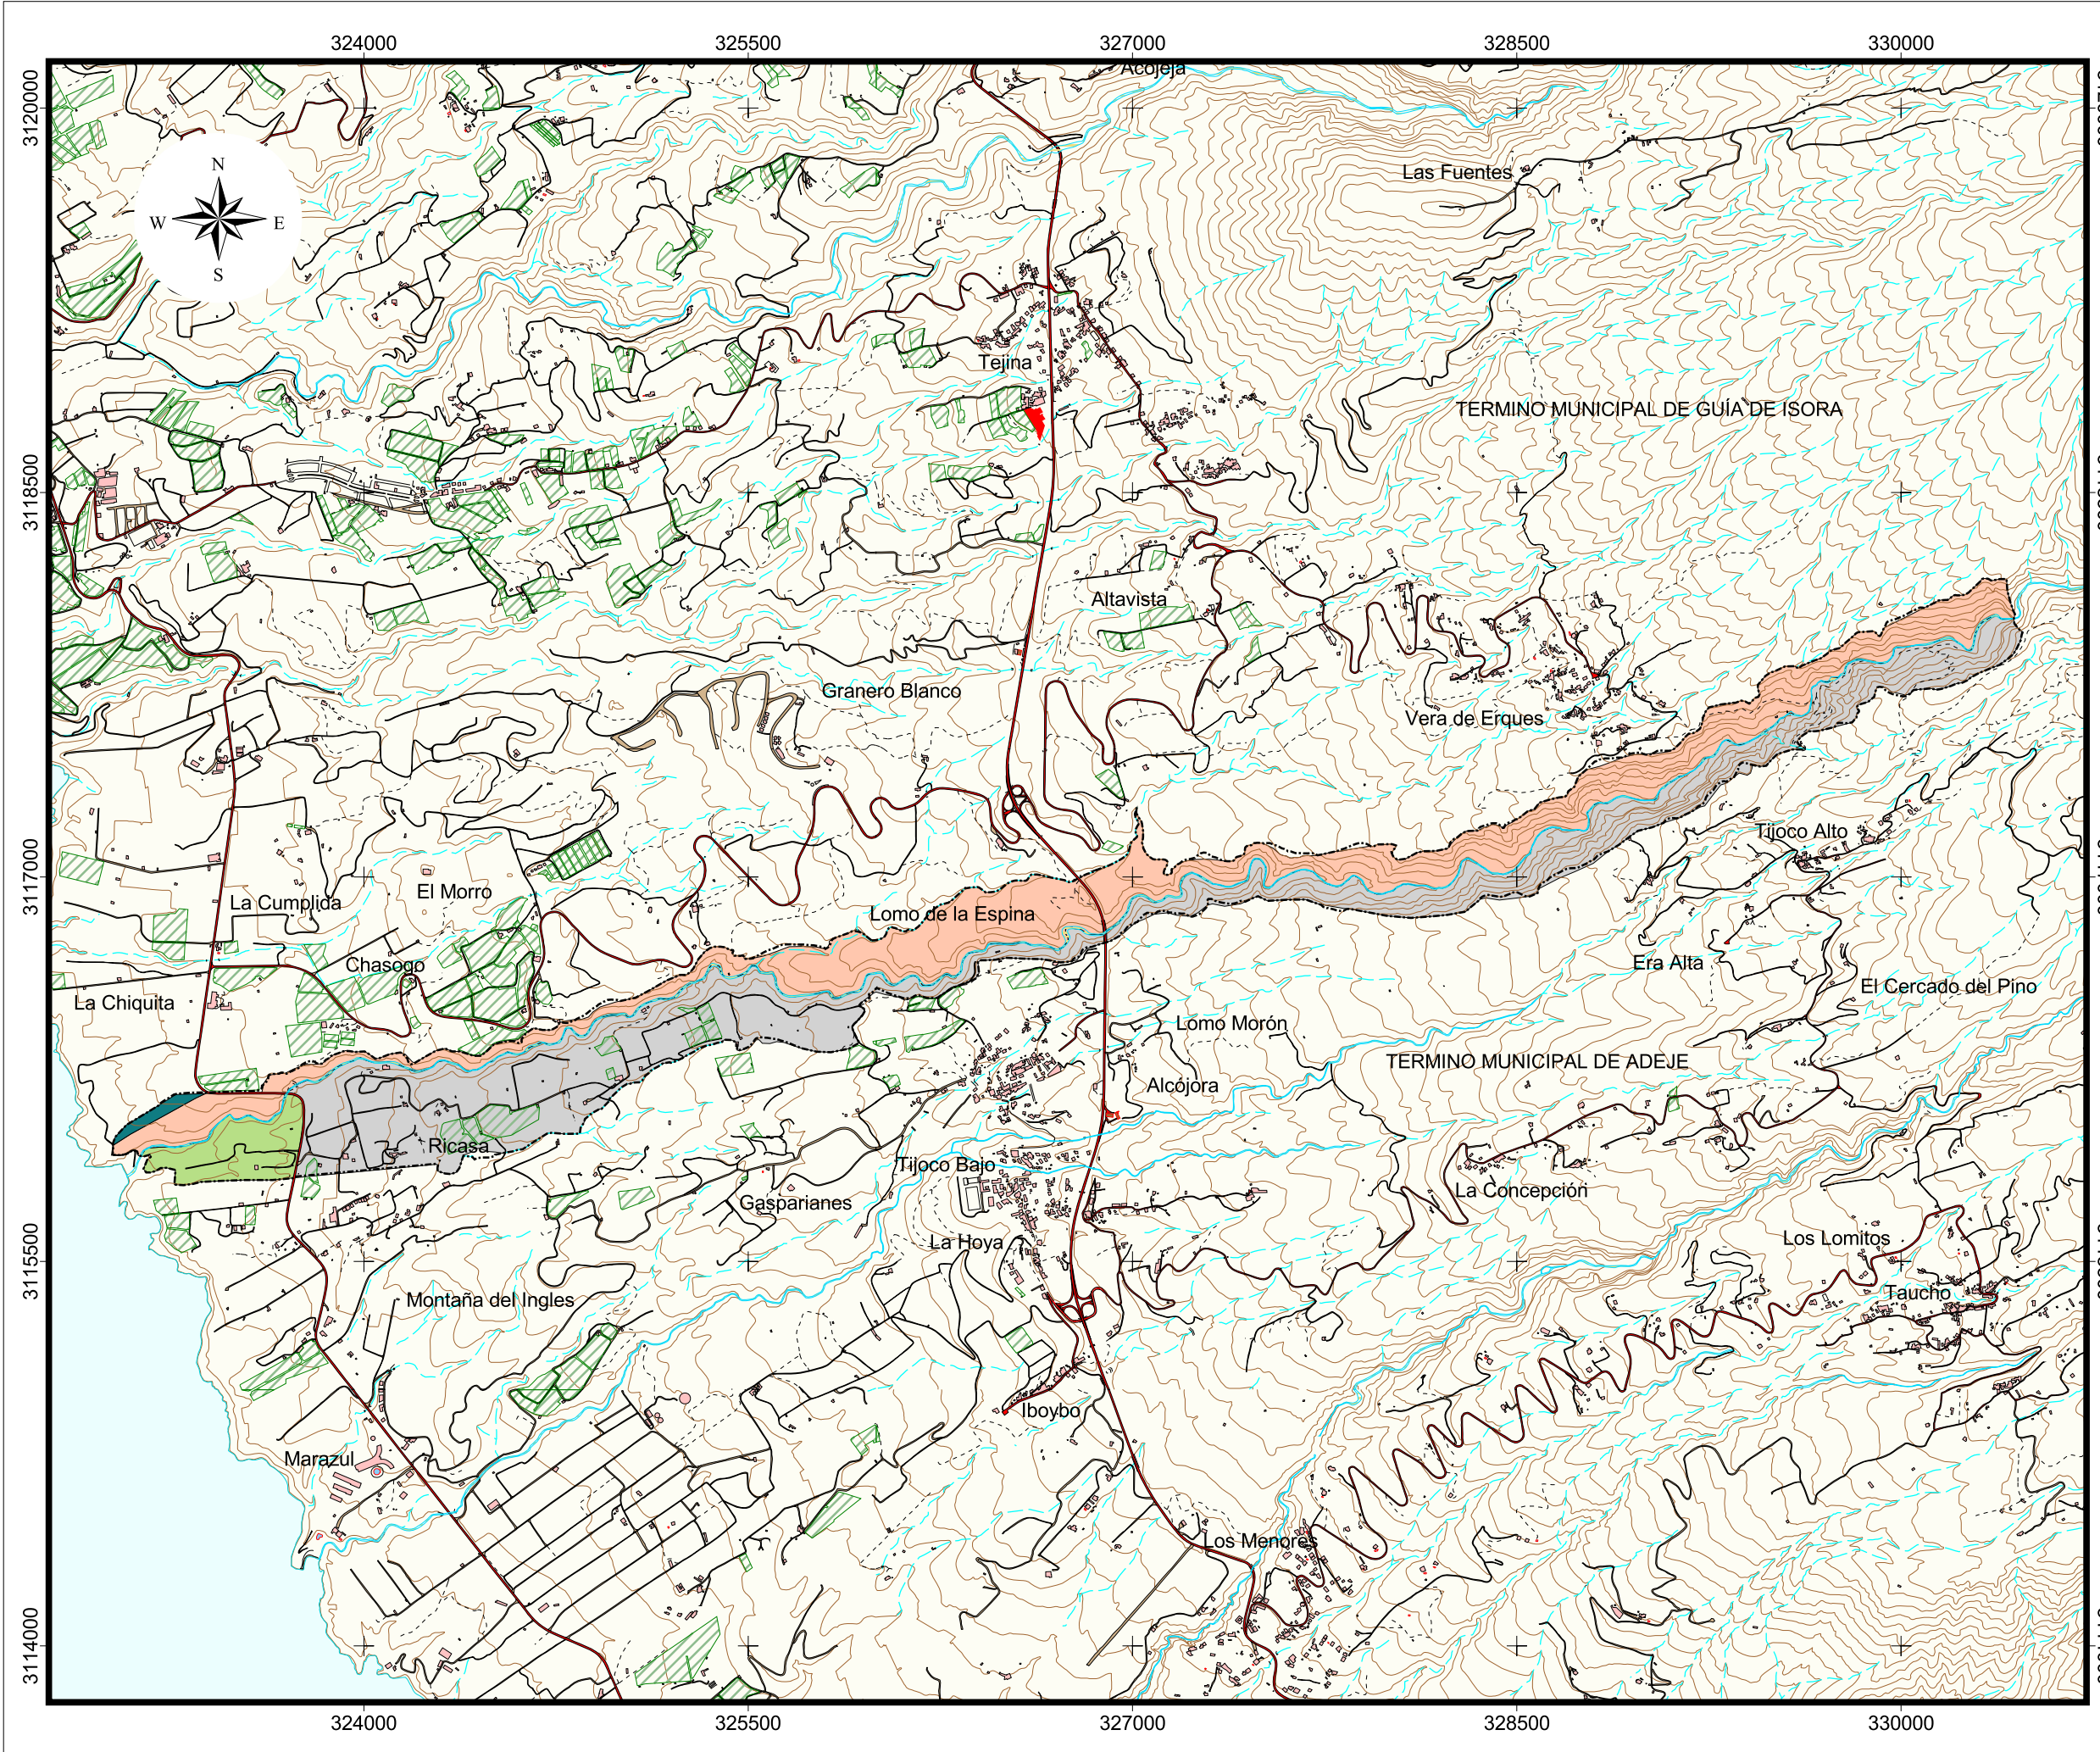 324000 325500 327000 328500 330000
3120000
Acojeja
N
W E
S
Las Fuentes
Tejina
TERMINO MUNICIPAL DE GUÍA DE ISORA
3118500
Altavista
Granero Blanco
Vera de Erques
Tijoco Alto
3117000
El Morro
La Cumplida
Lomo de la Espina
Chasogo
Era Alta
El Cercado del Pino
La Chiquita
Lomo Morón
TERMINO MUNICIPAL DE ADEJE
Alcójora
Ricasa
Tijoco Bajo
La Concepción
Gasparianes
La Hoya
Los Lomitos
3115500
Taucho
Montaña del Ingles
Iboybo
Marazul
Los Menores
3114000
324000 325500 327000 328500 330000